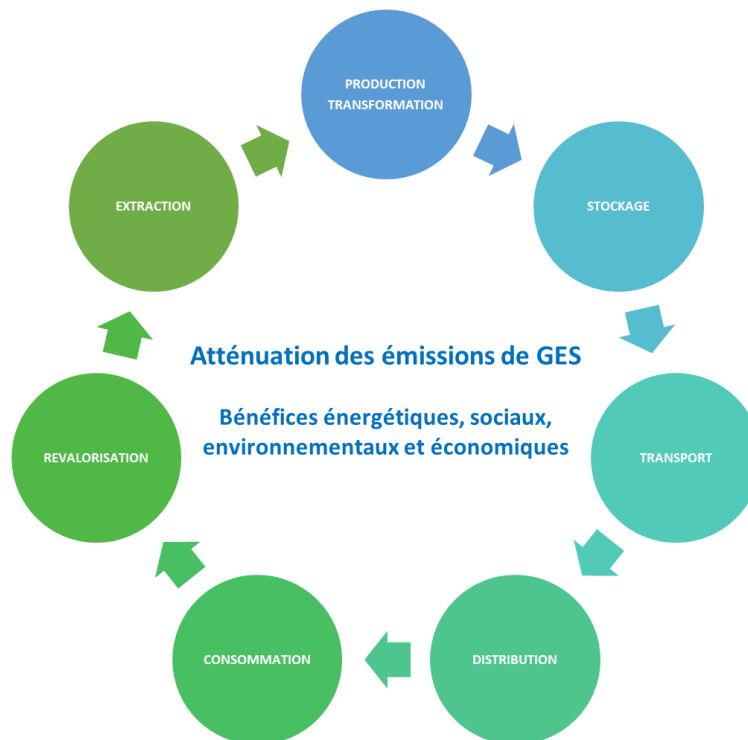 PRODUCTION
TRANSFORMATION
EXTRACTION
STOCKAGE
Atténuation des émissions de GES
Bénéfices énergétiques, sociaux,
environnementaux et économiques
REVALORISATION
TRANSPORT
CONSOMMATION
DISTRIBUTION